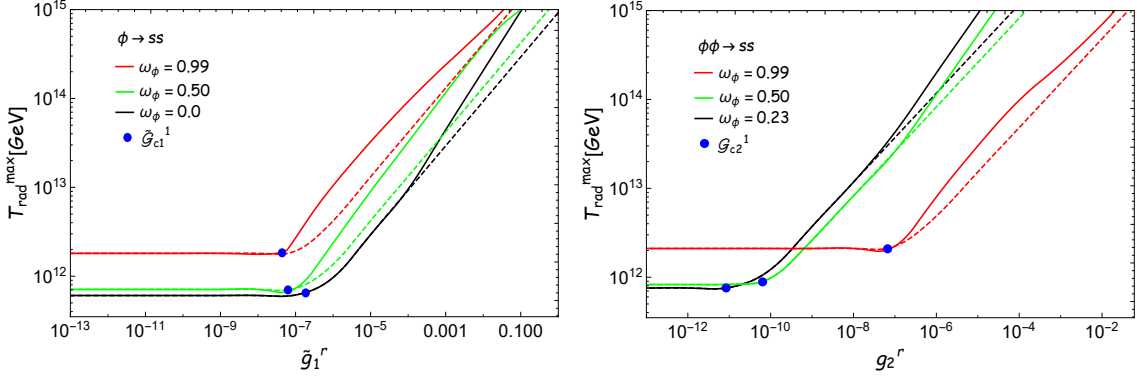 ϕ → ss
ω_ϕ = 0.99
ω_ϕ = 0.50
ω_ϕ = 0.0
𝒢̃_c1^1
T_rad^max [GeV]
10^15
10^14
10^13
10^12
10^-13 10^-11 10^-9 10^-7 10^-5 0.001 0.100
g̃_1^r
ϕϕ → ss
ω_ϕ = 0.99
ω_ϕ = 0.50
ω_ϕ = 0.23
𝒢_c2^1
T_rad^max [GeV]
10^15
10^14
10^13
10^12
10^-12 10^-10 10^-8 10^-6 10^-4 10^-2
g_2^r